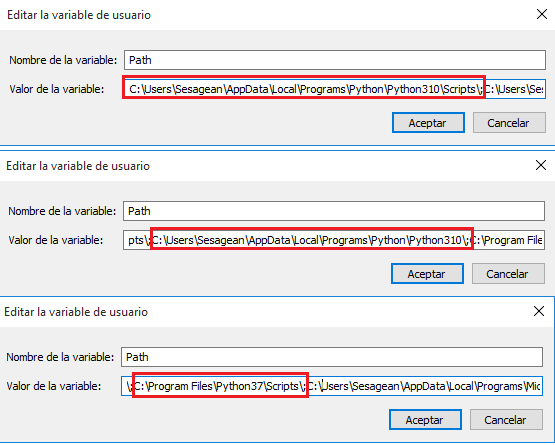 Editar la variable de usuario
Nombre de la variable: Path
Valor de la variable: C:\Users\Sesagean\AppData\Local\Programs\Python\Python310\Scripts\;C:\Users\Ses
Aceptar Cancelar
Editar la variable de usuario
Nombre de la variable: Path
Valor de la variable: pts\;C:\Users\Sesagean\AppData\Local\Programs\Python\Python310\;C:\Program File
Aceptar Cancelar
Editar la variable de usuario
Nombre de la variable: Path
Valor de la variable: \;C:\Program Files\Python37\Scripts\;C:\Users\Sesagean\AppData\Local\Programs\Mic
Aceptar Cancelar